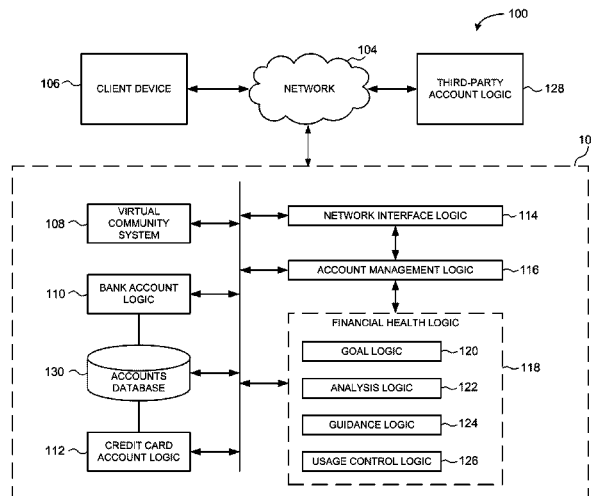 100
104
106
CLIENT DEVICE
NETWORK
THIRD-PARTY
ACCOUNT LOGIC
128
10
108
VIRTUAL
COMMUNITY
SYSTEM
NETWORK INTERFACE LOGIC
114
110
BANK ACCOUNT
LOGIC
ACCOUNT MANAGEMENT LOGIC
116
130
ACCOUNTS
DATABASE
112
CREDIT CARD
ACCOUNT LOGIC
FINANCIAL HEALTH LOGIC
118
GOAL LOGIC
120
ANALYSIS LOGIC
122
GUIDANCE LOGIC
124
USAGE CONTROL LOGIC
126